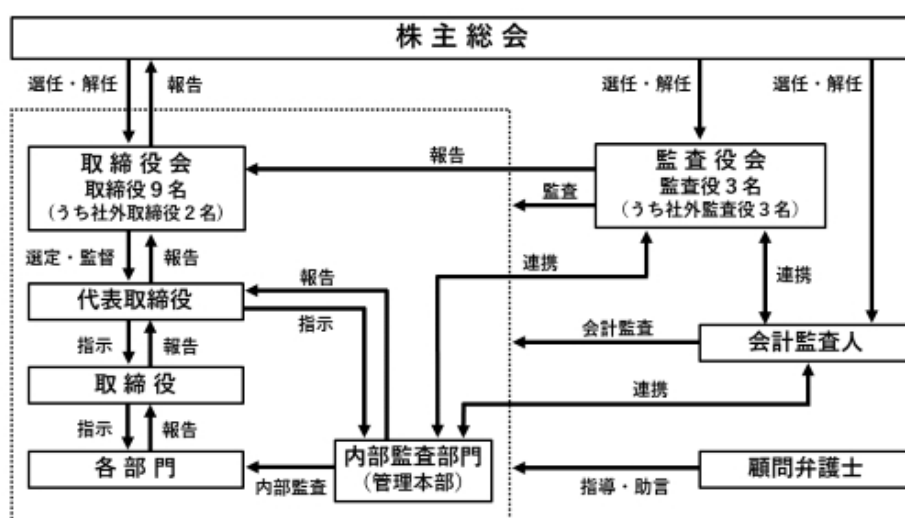 株主総会
選任・解任
報告
選任・解任
選任・解任
取締役会
取締役9名
(うち社外取締役2名)
報告
監査役会
監査役3名
(うち社外監査役3名)
監査
選定・監督
報告
連携
連携
代表取締役
報告
指示
指示
報告
会計監査
会計監査人
取締役
連携
指示
報告
各部門
内部監査
内部監査部門
(管理本部)
指導・助言
顧問弁護士